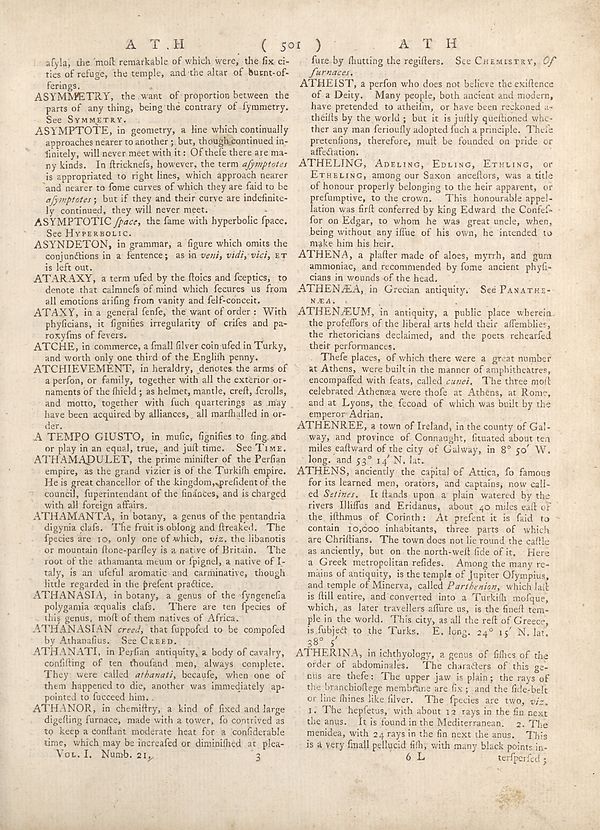 A T H ( 501 ) A T H
aſyla, the moſt remarkable of which were, the ſix ci-
ties of refuge, the temple, and the altar of burnt-of-
ferings.
ASYMMETRY, the want of proportion between the
parts of any thing, being the contrary of ſymmetry.
See SYMMETRY.
ASYMPTOTE, in geometry, a line which continually
approaches nearer to another; but, though continued in-
finitely, will never meet with it: Of theſe there are ma-
ny kinds. In ſtrickneſs, however, the term aſymptotes
is appropriated to right lines, which approach nearer
and nearer to ſome curves of which they are ſaid to be
aſymptotes; but if they and their curve are indefinite-
ly continued, they will never meet.
ASYMPTOTIC ſpace, the ſame with hyperbolic ſpace.
See HYPERBOLIC.
ASYNDETON, in grammar, a figure which omits the
conjunctions in a ſentence; as in veni, vidi, vici, ET
is left out.
ATARAXY, a term uſed by the ſtoics and ſceptics, to
denote that calmneſs of mind which ſecures us from
all emotions ariſing from vanity and ſelf-conceit.
ATAXY, in a general ſenſe, the want of order: With
phyſicians, it ſignifies irregularity of criſes and pa-
roxyſms of fevers.
ATCHE, in commerce, a ſmall ſilver coin uſed in Turky,
and worth only one third of the Engliſh penny.
ATCHIEVEMENT, in heraldry, denotes the arms of
a perſon, or family, together with all the exterior or-
naments of the ſhield; as helmet, mantle, creſt, ſcrolls,
and motto, together with ſuch quarterings as may
have been acquired by alliances, all marſhalled in or-
der.
A TEMPO GIUSTO, in muſic, ſignifies to ſing and
or play in an equal, true, and juſt time. See TIME.
ATHAMADULET, the prime miniſter of the Perſian
empire, as the grand vizier is of the Turkiſh empire.
He is great chancellor of the kingdom, preſident of the
council, ſuperintendant of the finances, and is charged
with all foreign affairs.
ATHAMANTA, in botany, a genus of the pentandria
digynia claſs. The fruit is oblong and ſtreaked. The
ſpecies are 10, only one of which, viz. the libanotis
or mountain ſtone-parſley is a native of Britain. The
root of the athamanta meum or ſpignel, a native of I-
taly, is an uſeful aromatic and carminative, though
little regarded in the preſent practice.
ATHANASIA, in botany, a genus of the ſyngeneſia
polygamia æqualis claſs. There are ten ſpecies of
this genus, moſt of them natives of Africa.
ATHANASIAN creed, that ſuppoſed to be compoſed
by Athanaſius. See CREED.
ATHANATI, in Perſian antiquity, a body of cavalry,
conſiſting of ten thouſand men, always complete.
They were called athanati, becauſe, when one of
them happened to die, another was immediately ap-
pointed to ſucceed him.
ATHANOR, in chemiſtry, a kind of fixed and large
digeſting furnace, made with a tower, ſo contrived as
to keep a conſtant moderate heat for a conſiderable
time, which may be increaſed or diminiſhed at plea-
VOL. I. Numb. 21. 3
ſure by ſhutting the regiſters. See CHEMISTRY, Of
furnaces.
ATHEIST, a perſon who does not believe the exiſtence
of a Deity. Many people, both ancient and modern,
have pretended to atheiſm, or have been reckoned a-
theiſts by the world; but it is juſtly queſtioned whe-
ther any man ſeriouſly adopted ſuch a principle. Theſe
pretenſions, therefore, muſt be founded on pride or
affectation.
ATHELING, ADELING, EDLING, ETHLING, or
ETHELING, among our Saxon anceſtors, was a title
of honour properly belonging to the heir apparent, or
preſumptive, to the crown. This honourable appel-
lation was firſt conferred by king Edward the Confeſ-
ſor on Edgar, to whom he was great uncle, when,
being without any iſſue of his own, he intended to
make him his heir.
ATHENA, a plaſter made of aloes, myrrh, and gum
ammoniac, and recommended by ſome ancient phyſi-
cians in wounds of the head.
ATHENÆA, in Grecian antiquity. See PANATHE-
NÆA.
ATHENÆUM, in antiquity, a public place wherein
the profeſſors of the liberal arts held their aſſemblies,
the rhetoricians declaimed, and the poets rehearſed
their performances.
Theſe places, of which there were a great number
at Athens, were built in the manner of amphitheatres,
encompaſſed with ſeats, called cunei. The three moſt
celebrated Athenæa were thoſe at Athens, at Rome,
and at Lyons, the ſecond of which was built by the
emperor Adrian.
ATHENREE, a town of Ireland, in the county of Gal-
way, and province of Connaught, ſituated about ten
miles eaſtward of the city of Galway, in 8° 50′ W.
long. and 53° 14′ N. lat.
ATHENS, anciently the capital of Attica, ſo famous
for its learned men, orators, and captains, now call-
ed Setines. It ſtands upon a plain watered by the
rivers Illiſſus and Eridanus, about 40 miles eaſt of
the iſthmus of Corinth: At preſent it is ſaid to
contain 10,000 inhabitants, three parts of which
are Chriſtians. The town does not lie round the caſtle
as anciently, but on the north-weſt ſide of it. Here
a Greek metropolitan reſides. Among the many re-
mains of antiquity, is the temple of Jupiter Olympius,
and temple of Minerva, called Parthenion, which laſt
is ſtill entire, and converted into a Turkiſh moſque,
which, as later travellers aſſure us, is the fineſt tem-
ple in the world. This city, as all the reſt of Greece,
is ſubject to the Turks. E. long. 24° 15′ N. lat.
38° 5′
ATHERINA, in ichthyology, a genus of fiſhes of the
order of abdominales. The characters of this ge-
nus are theſe: The upper jaw is plain; the rays of
the branchioſtege membrane are ſix; and the ſide-belt
or line ſhines like ſilver. The ſpecies are two, viz.
1. The hepſetus, with about 12 rays in the fin next
the anus. It is found in the Mediterranean. 2. The
menidea, with 24 rays in the fin next the anus. This
is a very ſmall pellucid fiſh, with many black points in-
6 L terſperſed;